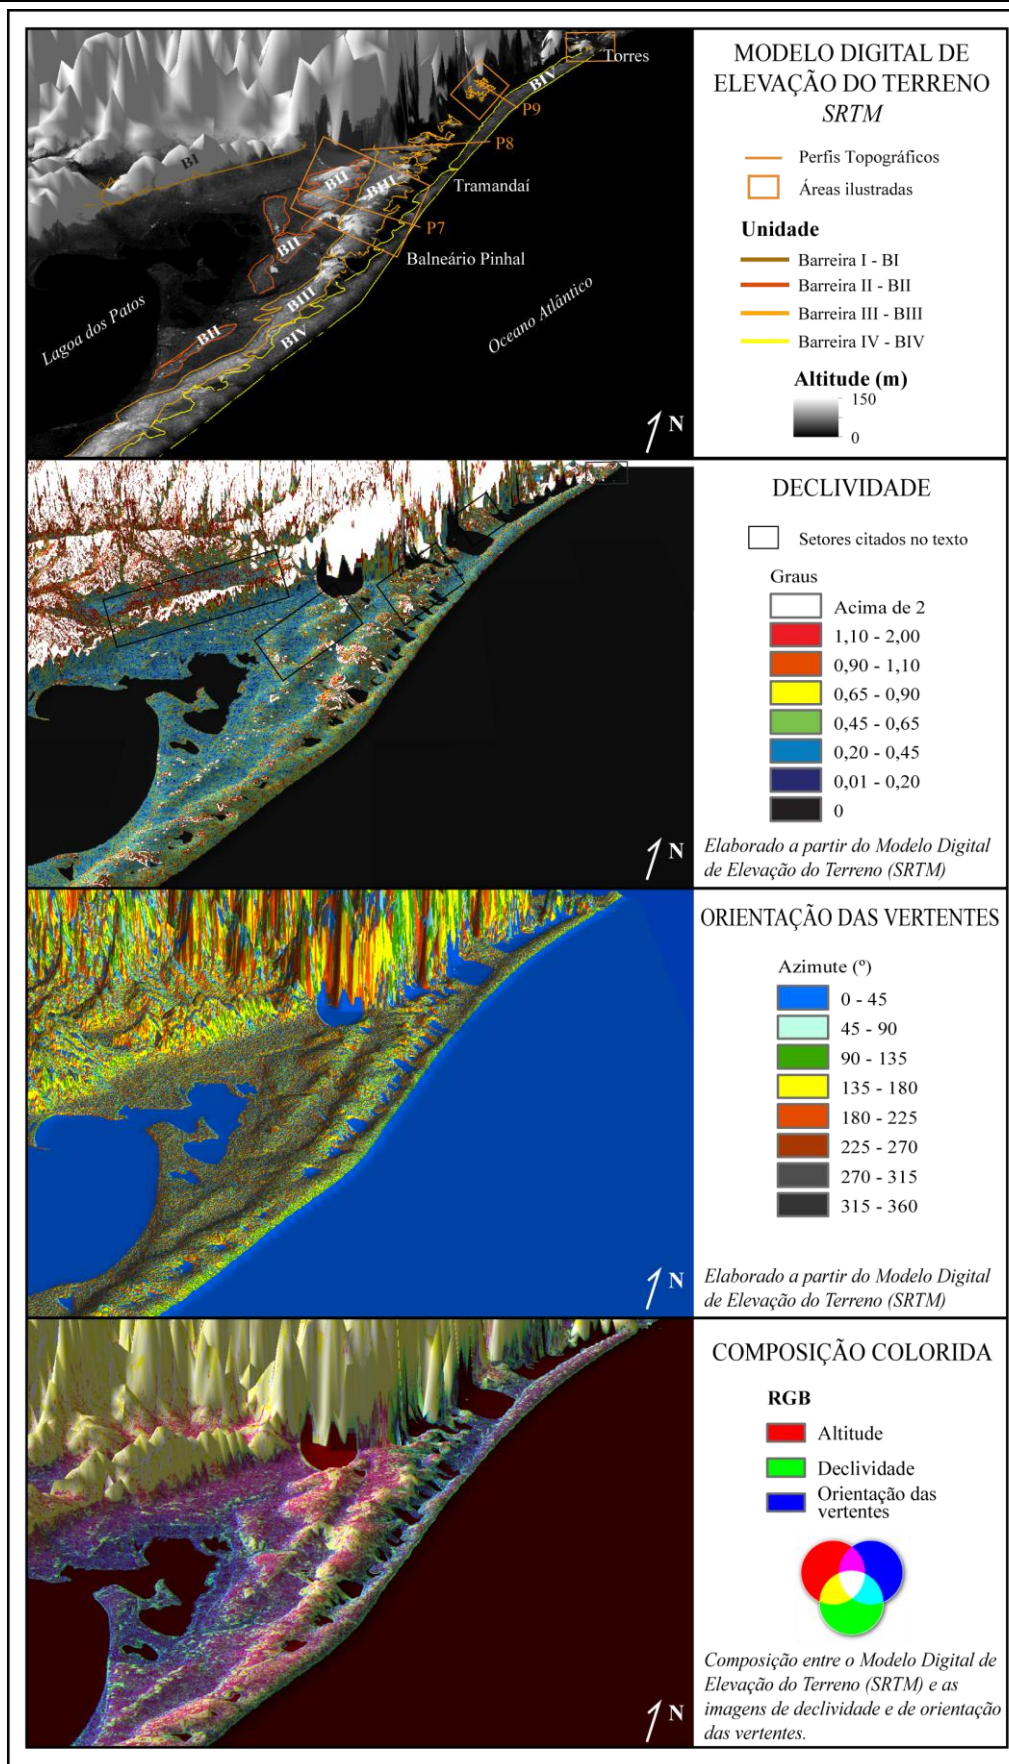 Torres
BIV
P9
BI
P8
BII
BIII
Tramandaí
P7
BII
Balneário Pinhal
BIII
Lagoa dos Patos
BII
BIV
Oceano Atlântico
N
MODELO DIGITAL DE
ELEVAÇÃO DO TERRENO
SRTM
Perfis Topográficos
Áreas ilustradas
Unidade
Barreira I - BI
Barreira II - BII
Barreira III - BIII
Barreira IV - BIV
Altitude (m)
150
0
N
DECLIVIDADE
Setores citados no texto
Graus
Acima de 2
1,10 - 2,00
0,90 - 1,10
0,65 - 0,90
0,45 - 0,65
0,20 - 0,45
0,01 - 0,20
0
Elaborado a partir do Modelo Digital
de Elevação do Terreno (SRTM)
N
ORIENTAÇÃO DAS VERTENTES
Azimute (º)
0 - 45
45 - 90
90 - 135
135 - 180
180 - 225
225 - 270
270 - 315
315 - 360
Elaborado a partir do Modelo Digital
de Elevação do Terreno (SRTM)
N
COMPOSIÇÃO COLORIDA
RGB
Altitude
Declividade
Orientação das
vertentes
Composição entre o Modelo Digital de
Elevação do Terreno (SRTM) e as
imagens de declividade e de orientação
das vertentes.